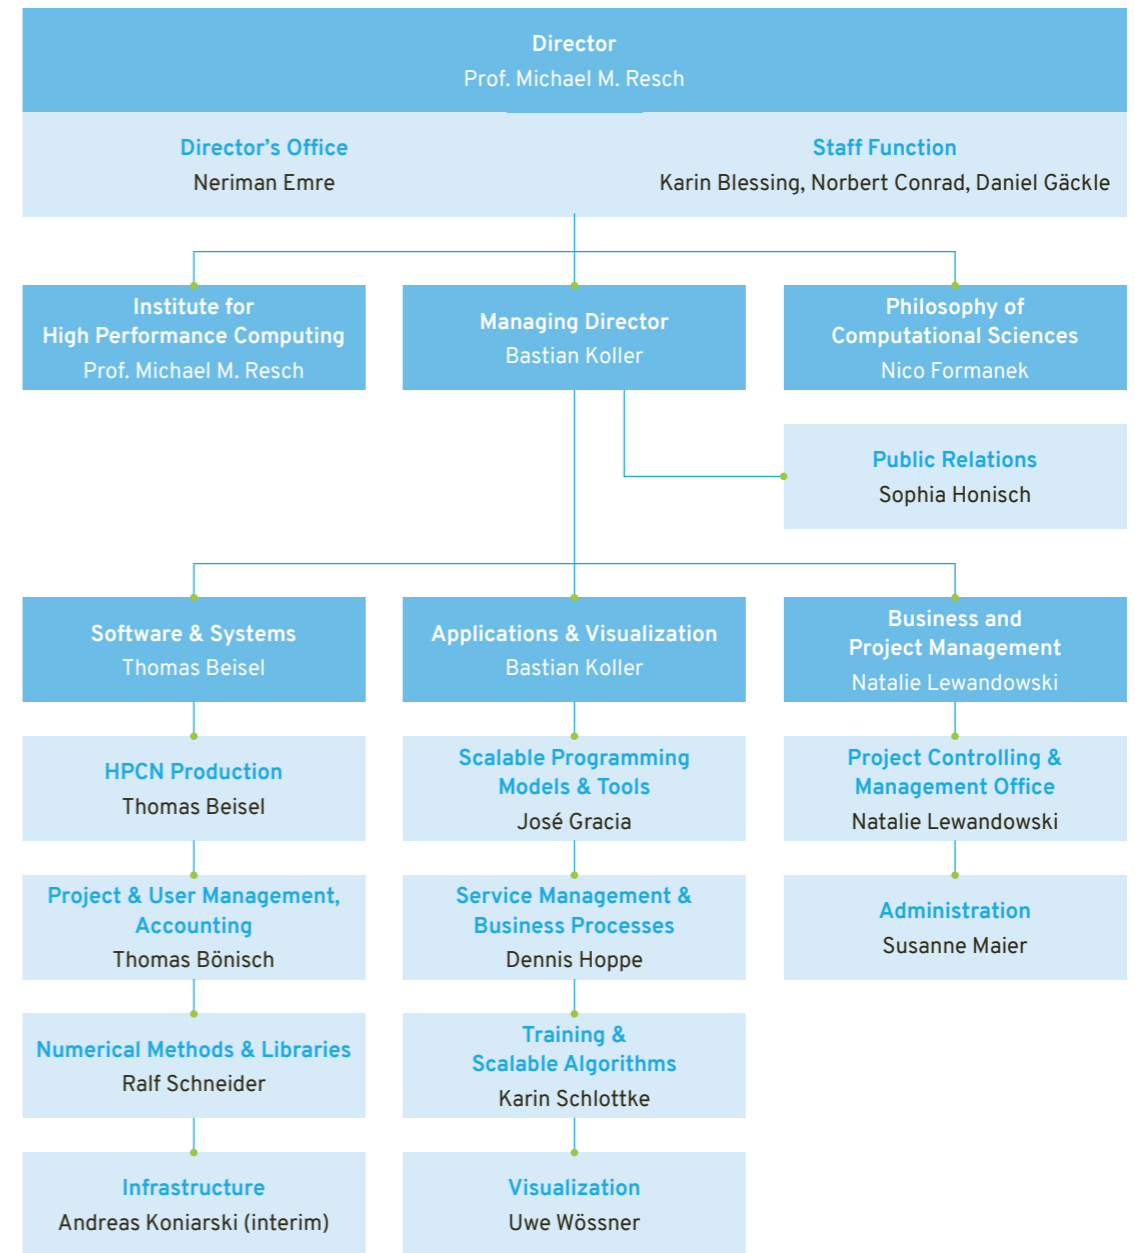 Director
Prof. Michael M. Resch
Director’s Office
Neriman Emre
Staff Function
Karin Blessing, Norbert Conrad, Daniel Gäckle
Institute for
High Performance Computing
Prof. Michael M. Resch
Managing Director
Bastian Koller
Philosophy of
Computational Sciences
Nico Formanek
Public Relations
Sophia Honisch
Software & Systems
Thomas Beisel
Applications & Visualization
Bastian Koller
Business and
Project Management
Natalie Lewandowski
HPCN Production
Thomas Beisel
Scalable Programming
Models & Tools
José Gracia
Project Controlling &
Management Office
Natalie Lewandowski
Project & User Management,
Accounting
Thomas Bönisch
Service Management &
Business Processes
Dennis Hoppe
Administration
Susanne Maier
Numerical Methods & Libraries
Ralf Schneider
Training &
Scalable Algorithms
Karin Schlottke
Infrastructure
Andreas Koniarski (interim)
Visualization
Uwe Wössner